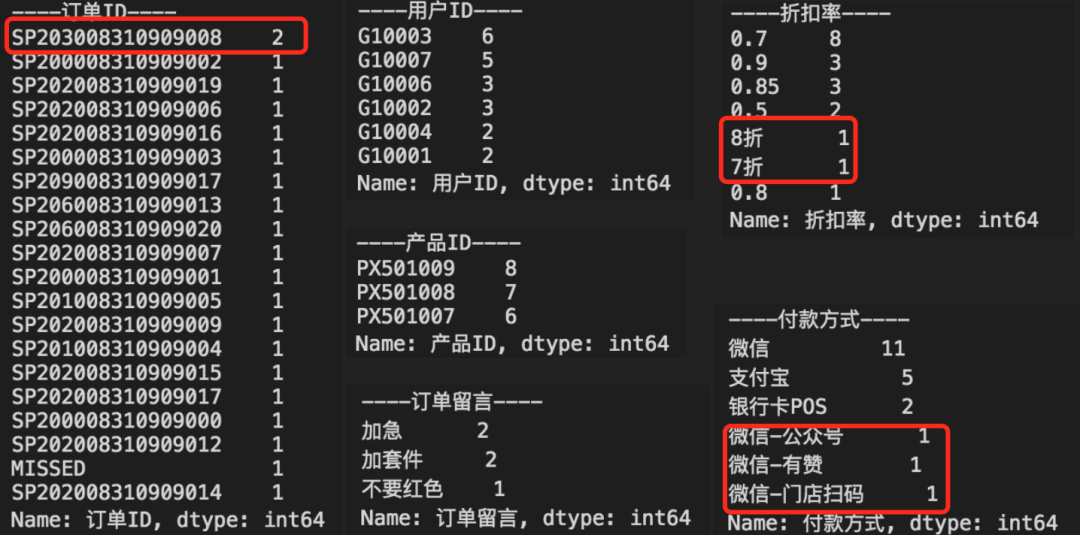 ----订单ID----
SP203008310909008 2
SP200008310909002 1
SP202008310909019 1
SP202008310909006 1
SP202008310909016 1
SP200008310909003 1
SP209008310909017 1
SP206008310909013 1
SP206008310909020 1
SP202008310909007 1
SP200008310909001 1
SP201008310909005 1
SP202008310909009 1
SP201008310909004 1
SP202008310909015 1
SP202008310909017 1
SP200008310909000 1
SP202008310909012 1
MISSED 1
SP202008310909014 1
Name: 订单ID, dtype: int64
----用户ID----
G10003 6
G10007 5
G10006 3
G10002 3
G10004 2
G10001 2
Name: 用户ID, dtype: int64
----产品ID----
PX501009 8
PX501008 7
PX501007 6
Name: 产品ID, dtype: int64
----订单留言----
加急 2
加套件 2
不要红色 1
Name: 订单留言, dtype: int64
----折扣率----
0.7 8
0.9 3
0.85 3
0.5 2
8折 1
7折 1
0.8 1
Name: 折扣率, dtype: int64
----付款方式----
微信 11
支付宝 5
银行卡POS 2
微信-公众号 1
微信-有赞 1
微信-门店扫码 1
Name: 付款方式, dtype: int64